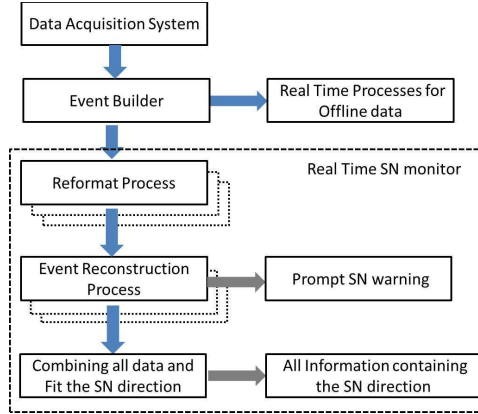 Data Acquisition System
Event Builder
Real Time Processes for
Offline data
Real Time SN monitor
Reformat Process
Event Reconstruction
Process
Prompt SN warning
Combining all data and
Fit the SN direction
All Information containing
the SN direction